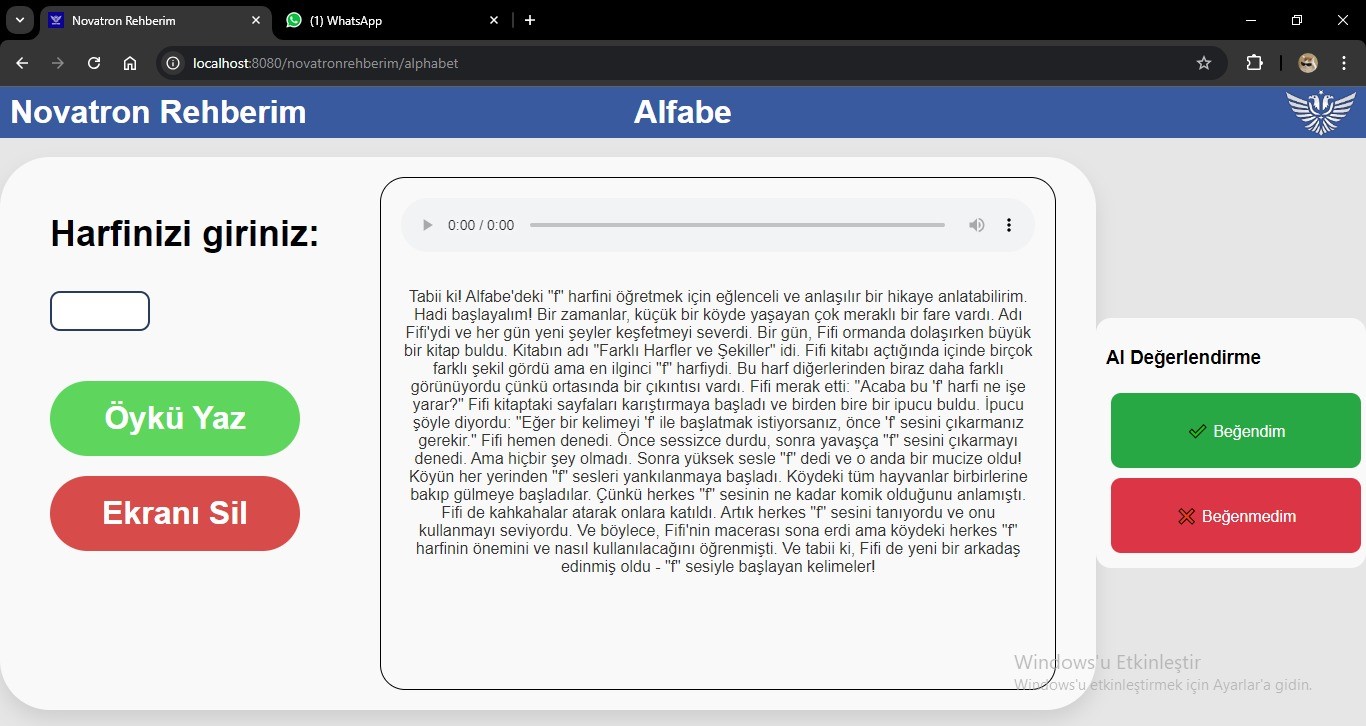 Novatron Rehberim
(1) WhatsApp
localhost:8080/novatronrehberim/alphabet
Novatron Rehberim
Alfabe
Harfinizi giriniz:
Öykü Yaz
Ekranı Sil
0:00 / 0:00
Tabii ki! Alfabe'deki "f" harfini öğretmek için eğlenceli ve anlaşılır bir hikaye anlatabilirim.
Hadi başlayalım! Bir zamanlar, küçük bir köyde yaşayan çok meraklı bir fare vardı. Adı
Fifi'ydi ve her gün yeni şeyler keşfetmeyi severdi. Bir gün, Fifi ormanda dolaşırken büyük
bir kitap buldu. Kitabın adı "Farklı Harfler ve Şekiller" idi. Fifi kitabı açtığında içinde birçok
farklı şekil gördü ama en ilginci "f" harfiydi. Bu harf diğerlerinden biraz daha farklı
görünüyordu çünkü ortasında bir çıkıntısı vardı. Fifi merak etti: "Acaba bu 'f' harfi ne işe
yarar?" Fifi kitaptaki sayfaları karıştırmaya başladı ve birden bire bir ipucu buldu. İpucu
şöyle diyordu: "Eğer bir kelimeyi 'f' ile başlatmak istiyorsanız, önce 'f' sesini çıkarmanız
gerekir." Fifi hemen denedi. Önce sessizce durdu, sonra yavaşça "f" sesini çıkarmayı
denedi. Ama hiçbir şey olmadı. Sonra yüksek sesle "f" dedi ve o anda bir mucize oldu!
Köyün her yerinden "f" sesleri yankılanmaya başladı. Köydeki tüm hayvanlar birbirlerine
bakıp gülmeye başladılar. Çünkü herkes "f" sesinin ne kadar komik olduğunu anlamıştı.
Fifi de kahkahalar atarak onlara katıldı. Artık herkes "f" sesini tanıyordu ve onu
kullanmayı seviyordu. Ve böylece, Fifi'nin macerası sona erdi ama köydeki herkes "f"
harfinin önemini ve nasıl kullanılacağını öğrenmişti. Ve tabii ki, Fifi de yeni bir arkadaş
edinmiş oldu - "f" sesiyle başlayan kelimeler!
AI Değerlendirme
Beğendim
Beğenmedim
Windows'u Etkinleştir
Windows'u etkinleştirmek için Ayarlar'a gidin.